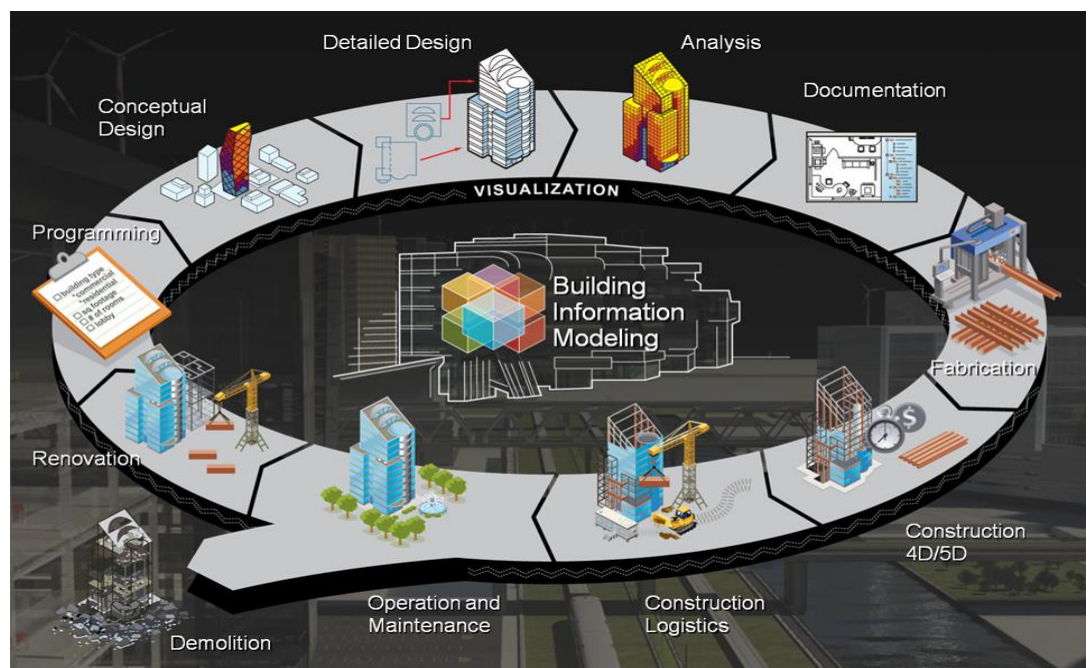 Detailed Design
Analysis
Conceptual
Design
Documentation
VISUALIZATION
Programming
building type
*commercial
*residential
sq footage
# of rooms
lobby
Building
Information
Modeling
$
Fabrication
Renovation
Construction
4D/5D
Operation and
Maintenance
Construction
Logistics
Demolition